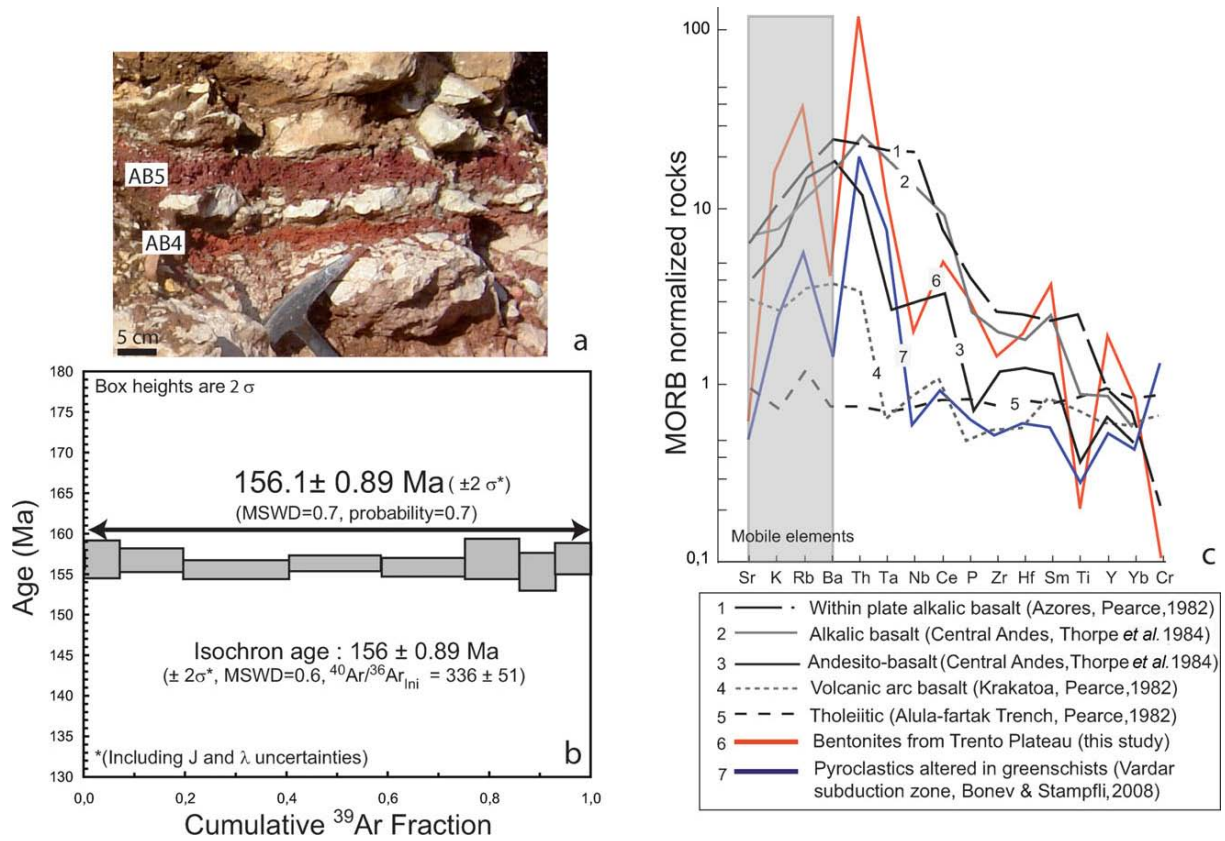 AB5
AB4
5 cm
a
180
175
170
165
160
155
150
145
140
135
130
Age (Ma)
Box heights are 2 σ
156.1± 0.89 Ma ( ±2 σ*)
(MSWD=0.7, probability=0.7)
Isochron age : 156 ± 0.89 Ma
(± 2σ*, MSWD=0.6, ⁴⁰Ar/³⁶Ar Ini = 336 ± 51)
*(Including J and λ uncertainties)
b
0,0 0,2 0,4 0,6 0,8 1,0
Cumulative ³⁹Ar Fraction
100
10
1
0,1
MORB normalized rocks
1
2
6
3
7
4
5
Mobile elements
c
Sr K Rb Ba Th Ta Nb Ce P Zr Hf Sm Ti Y Yb Cr
1 Within plate alkalic basalt (Azores, Pearce,1982)
2 Alkalic basalt (Central Andes, Thorpe et al. 1984)
3 Andesito-basalt (Central Andes,Thorpe et al. 1984)
4 Volcanic arc basalt (Krakatoa, Pearce,1982)
5 Tholeiitic (Alula-fartak Trench, Pearce,1982)
6 Bentonites from Trento Plateau (this study)
7 Pyroclastics altered in greenschists (Vardar
subduction zone, Bonev & Stampfli,2008)